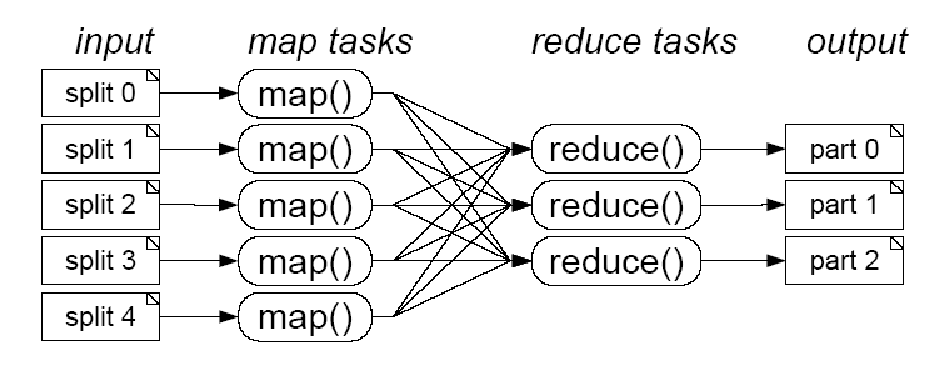 input map tasks reduce tasks output
split 0 map()
split 1 map() reduce() part 0
split 2 map() reduce() part 1
split 3 map() reduce() part 2
split 4 map()